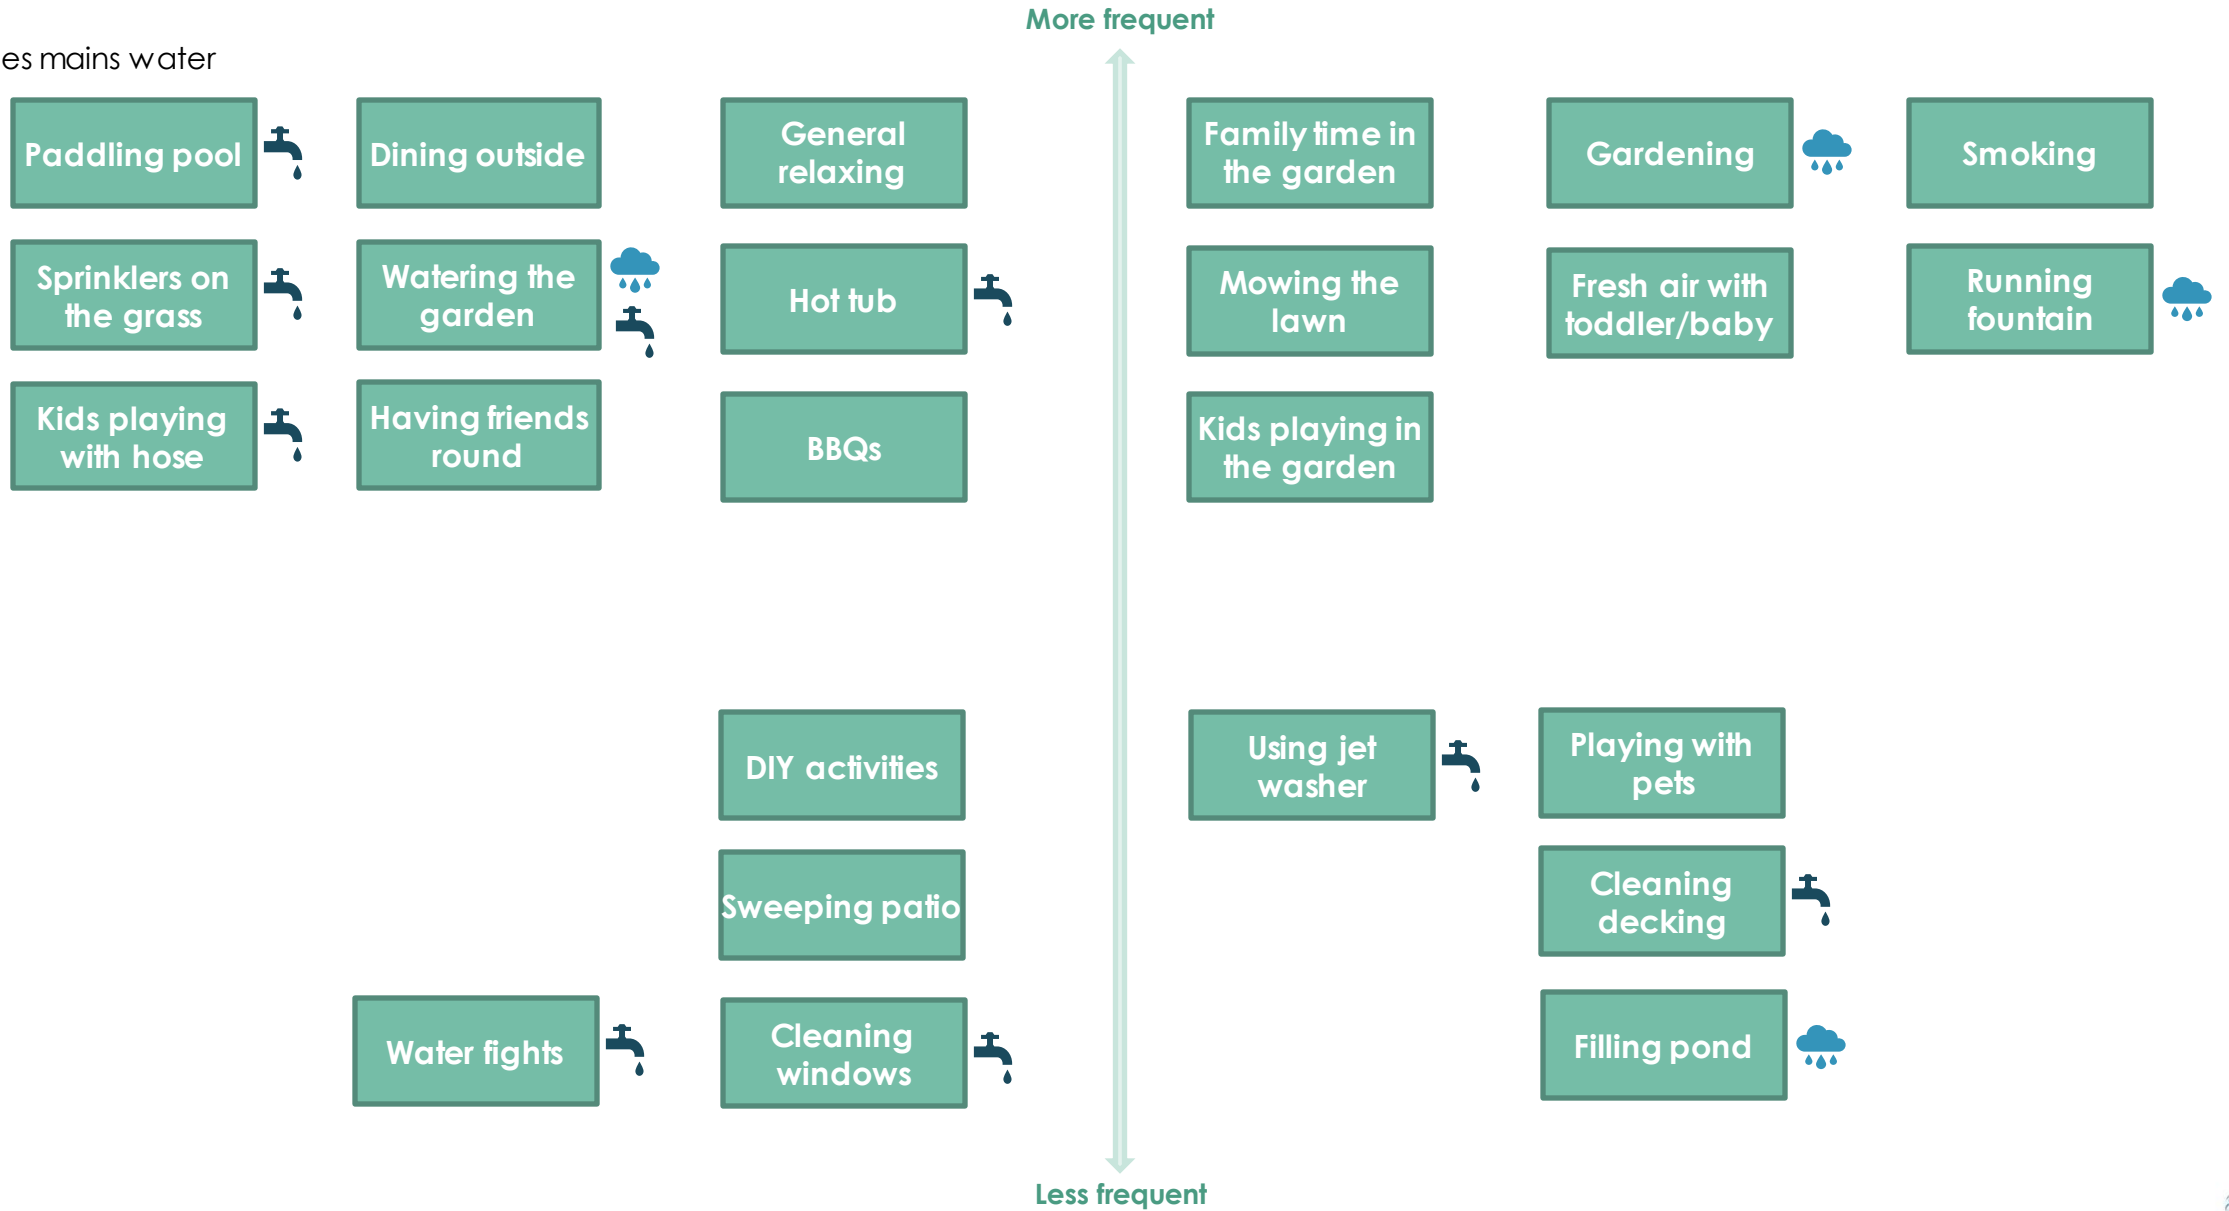 More frequent
es mains water
Paddling pool
Dining outside
General
relaxing
Family time in
the garden
Gardening
Smoking
Sprinklers on
the grass
Watering the
garden
Hot tub
Mowing the
lawn
Fresh air with
toddler/baby
Running
fountain
Kids playing
with hose
Having friends
round
BBQs
Kids playing in
the garden
DIY activities
Using jet
washer
Playing with
pets
Sweeping patio
Cleaning
decking
Water fights
Cleaning
windows
Filling pond
Less frequent